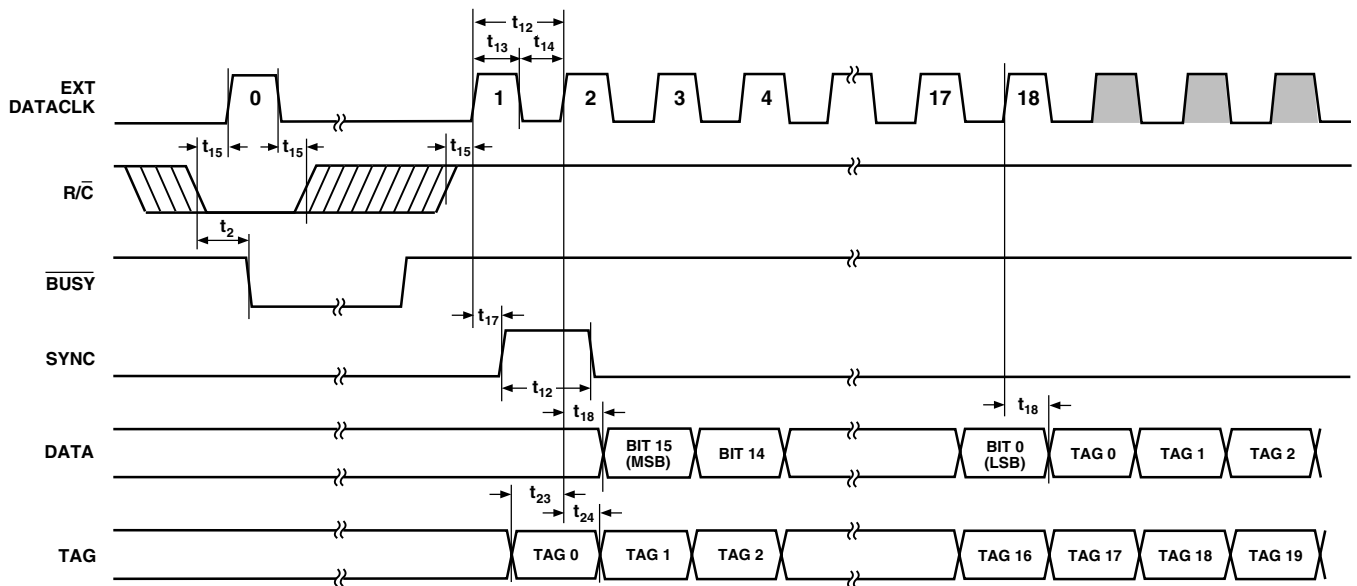 t12
t13 t14
EXT DATACLK 0 1 2 3 4 17 18
t15 t15 t15
R/C̅
t2
B̅U̅S̅Y̅
t17
SYNC
t12
t18 t18
DATA BIT 15 (MSB) BIT 14 BIT 0 (LSB) TAG 0 TAG 1 TAG 2
t23
t24
TAG TAG 0 TAG 1 TAG 2 TAG 16 TAG 17 TAG 18 TAG 19